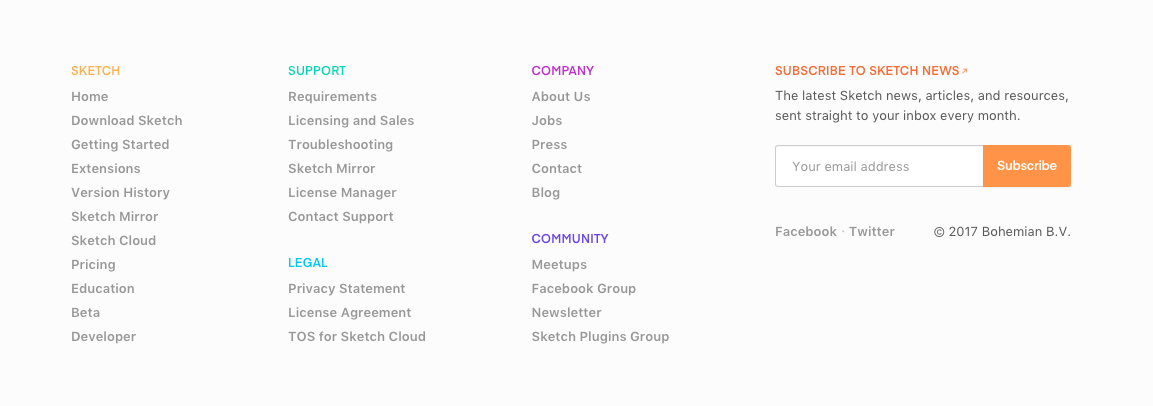 SKETCH
Home
Download Sketch
Getting Started
Extensions
Version History
Sketch Mirror
Sketch Cloud
Pricing
Education
Beta
Developer
SUPPORT
Requirements
Licensing and Sales
Troubleshooting
Sketch Mirror
License Manager
Contact Support
LEGAL
Privacy Statement
License Agreement
TOS for Sketch Cloud
COMPANY
About Us
Jobs
Press
Contact
Blog
COMMUNITY
Meetups
Facebook Group
Newsletter
Sketch Plugins Group
SUBSCRIBE TO SKETCH NEWS↗
The latest Sketch news, articles, and resources,
sent straight to your inbox every month.
Your email address Subscribe
Facebook · Twitter © 2017 Bohemian B.V.